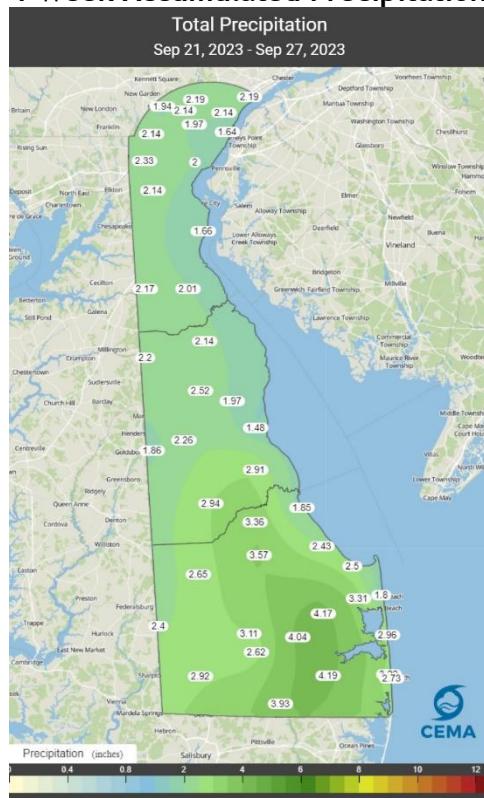 Total Precipitation
Sep 21, 2023 - Sep 27, 2023
Kennett Square
Chester
Voorhees Township
New Garden
2.19
2.19
Deptford Township
1.94
2.14
2.14
Mantua Township
New London
Franklin
1.97
Washington Township
2.14
1.64
Township
Glassboro
Chesilhurst
Rising Sun
2.33
2
Pennsville
Winslow Township
Deposit
North East
Elkton
2.14
Elmer
Charlestown
Salem
Alloway Township
Newfield
Chesapeake
1.66
Lower Alloways
Creek Township
Deerfield
Buena
Vineland
Bridgeton
Cecilton
2.17
2.01
Greenwich
Fairfield Township
Millville
Betterton
Galena
Still Pond
Lawrence Township
2.14
Commercial
Township
Millington
2.2
Maurice River
Township
Crumpton
Chestertown
Sudlersville
2.52
Church Hill
Barclay
1.97
Middle Township
1.48
2.26
Centreville
1.86
Villas
2.91
Lower Township
Greensboro
Cape May
Ridgely
2.94
1.85
Queen Anne
3.36
Cordova
Denton
2.43
Williston
3.57
2.5
Easton
2.65
Preston
3.31
1.8
Federalsburg
4.17
Beach
Trappe
2.4
3.11
Hurlock
4.04
2.96
East New Market
2.62
Cambridge
2.92
4.19
2.73
3.93
Vienna
Mardela Springs
Hebron
Pittsville
CEMA
Precipitation (inches)
Salisbury
Ocean Pines
0.4 0.8 2 4 6 8 10 12